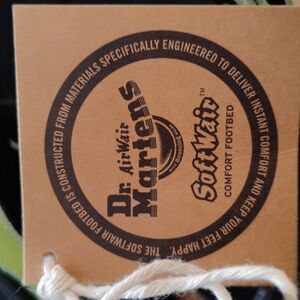 THE SOFTWAIR FOOTBED IS CONSTRUCTED FROM MATERIALS SPECIFICALLY ENGINEERED TO DELIVER INSTANT COMFORT AND KEEP YOUR FEET HAPPY.
Dr. AirWair
Martens
SoftWair™
COMFORT FOOTBED